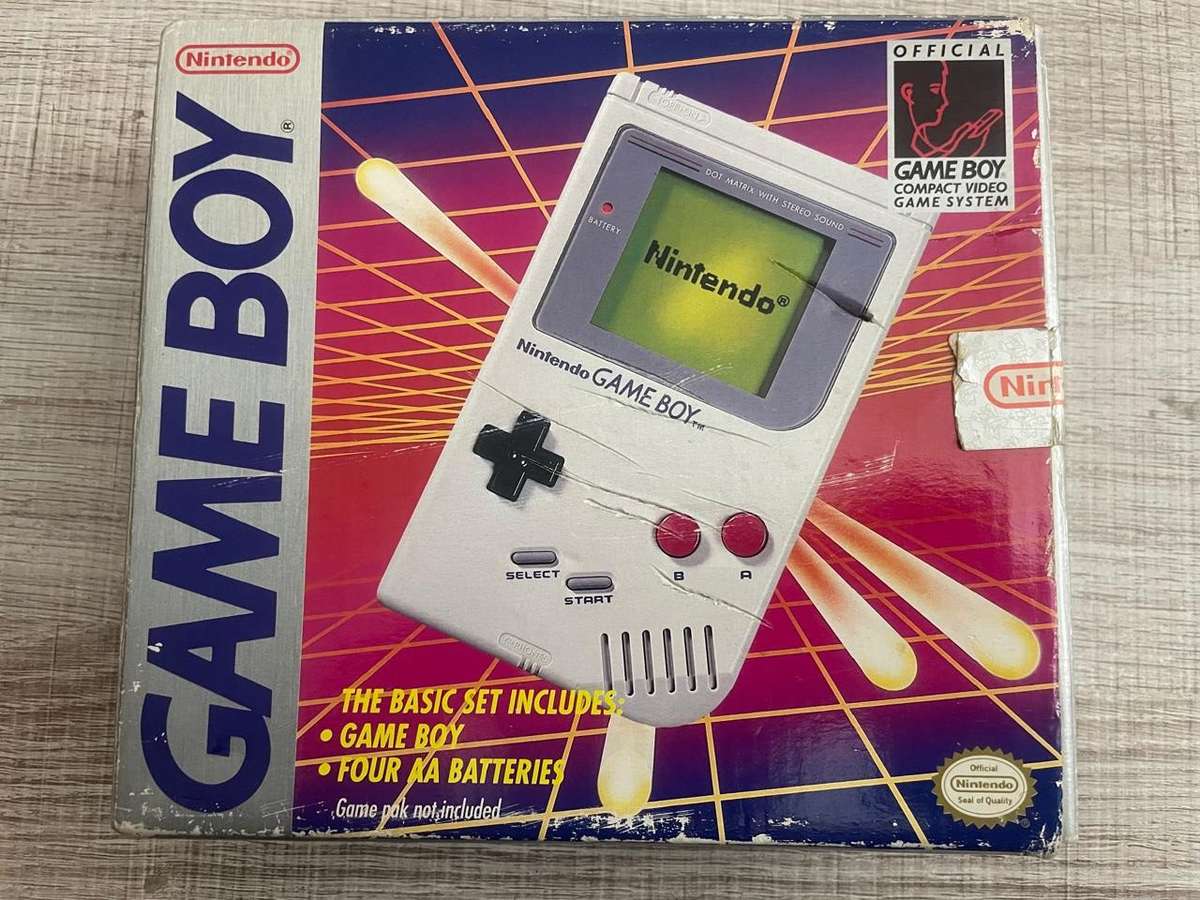 Nintendo®
GAME BOY®
OFFICIAL
GAME BOY
COMPACT VIDEO
GAME SYSTEM
DOT MATRIX WITH STEREO SOUND
BATTERY
Nintendo®
Nintendo GAME BOY TM
Nin
SELECT
START
B A
THE BASIC SET INCLUDES:
• GAME BOY
• FOUR AA BATTERIES
Game pak not included
Official
Nintendo
Seal of Quality